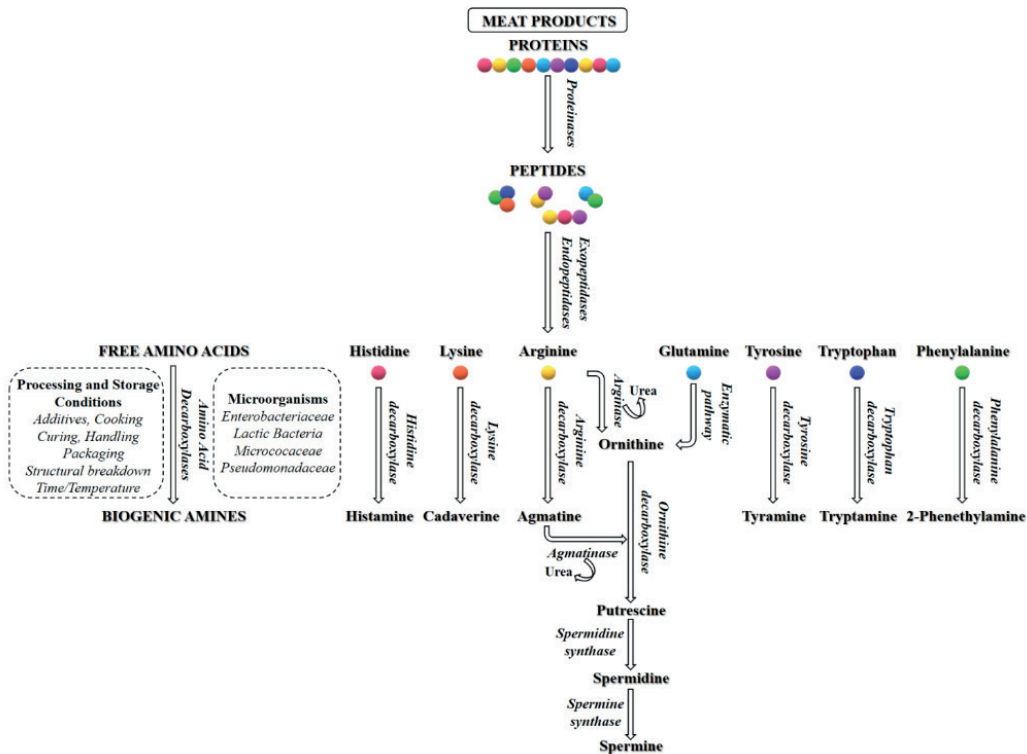 MEAT PRODUCTS
PROTEINS
Proteinases
PEPTIDES
Exopeptidases
Endopeptidases
FREE AMINO ACIDS
Histidine
Lysine
Arginine
Glutamine
Tyrosine
Tryptophan
Phenylalanine
Processing and Storage
Conditions
Additives, Cooking
Curing, Handling
Packaging
Structural breakdown
Time/Temperature
Amino Acid
Decarboxylases
Microorganisms
Enterobacteriaceae
Lactic Bacteria
Micrococaceae
Pseudomonadaceae
Histidine
decarboxylase
Lysine
decarboxylase
Arginine
decarboxylase
Arginase
Urea
Enzymatic
pathway
Ornithine
Tyrosine
decarboxylase
Tryptophan
decarboxylase
Phenylalanine
decarboxylase
BIOGENIC AMINES
Histamine
Cadaverine
Agmatine
Ornithine
decarboxylase
Tyramine
Tryptamine
2-Phenethylamine
Agmatinase
Urea
Putrescine
Spermidine
synthase
Spermidine
Spermine
synthase
Spermine